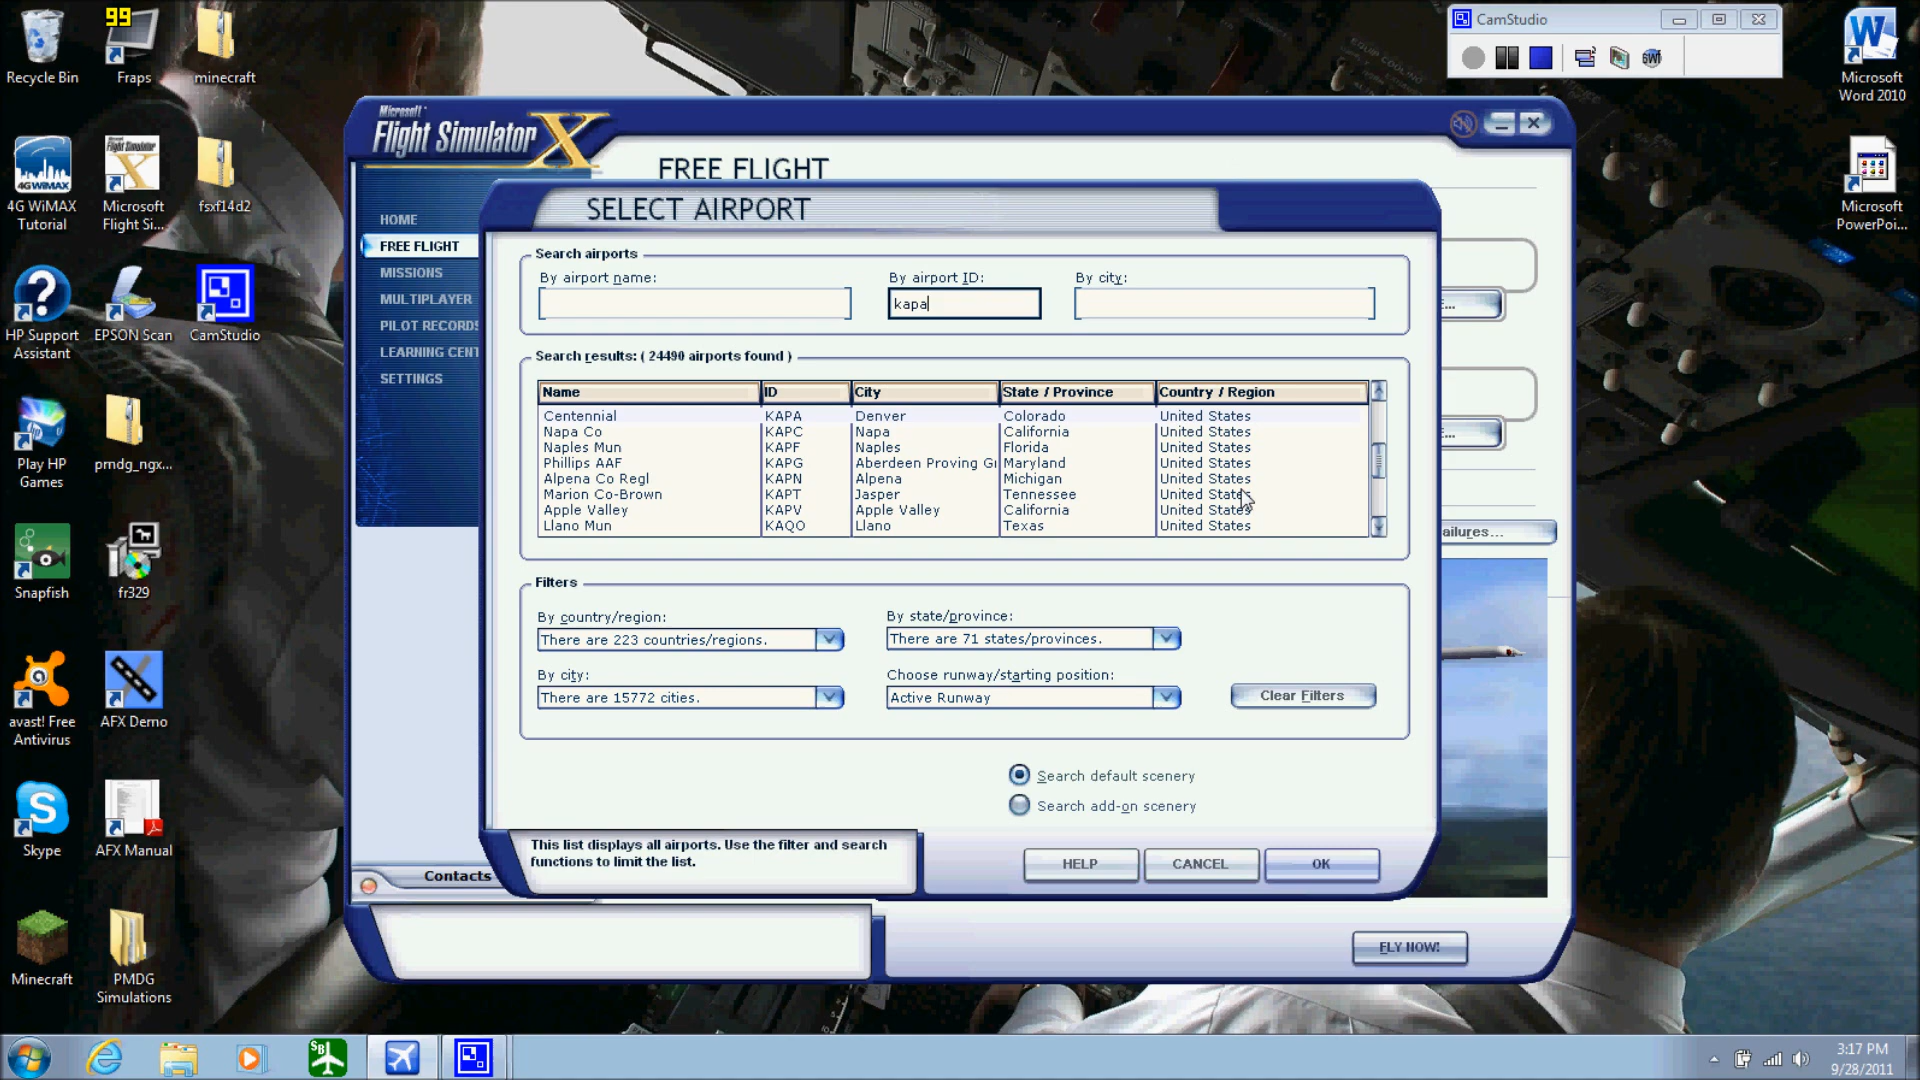 99
Recycle Bin
Fraps
minecraft
CamStudio
Microsoft
Word 2010
4G WiMAX
4G WiMAX
Tutorial
Microsoft
Flight Si...
fsxf14d2
Microsoft
PowerPoi...
HP Support
Assistant
EPSON Scan
CamStudio
Play HP
Games
pmdg_ngx...
Snapfish
fr329
avast! Free
Antivirus
AFX Demo
Skype
AFX Manual
Minecraft
PMDG
Simulations
Microsoft
Flight Simulator X
FREE FLIGHT
HOME
FREE FLIGHT
MISSIONS
MULTIPLAYER
PILOT RECORDS
LEARNING CENT
SETTINGS
SELECT AIRPORT
Search airports
By airport name:
By airport ID:
By city:
kapa
Search results: ( 24490 airports found )
Name ID City State / Province Country / Region
Centennial KAPA Denver Colorado United States
Napa Co KAPC Napa California United States
Naples Mun KAPF Naples Florida United States
Phillips AAF KAPG Aberdeen Proving Gr Maryland United States
Alpena Co Regl KAPN Alpena Michigan United States
Marion Co-Brown KAPT Jasper Tennessee United States
Apple Valley KAPV Apple Valley California United States
Llano Mun KAQO Llano Texas United States
ailures...
Filters
By country/region:
By state/province:
There are 223 countries/regions.
There are 71 states/provinces.
By city:
Choose runway/starting position:
There are 15772 cities.
Active Runway
Clear Filters
Search default scenery
Search add-on scenery
This list displays all airports. Use the filter and search
functions to limit the list.
HELP
CANCEL
OK
Contacts
FLY NOW!
SB
3:17 PM
9/28/2011